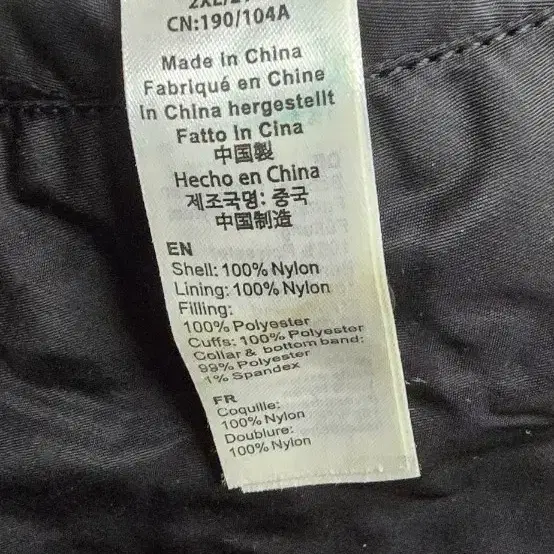 CN:190/104A
Made in China
Fabriqué en Chine
In China hergestellt
Fatto In Cina
中国製
Hecho en China
제조국명: 중국
中国制造
EN
Shell: 100% Nylon
Lining: 100% Nylon
Filling:
100% Polyester
Cuffs: 100% Polyester
Collar & bottom band:
99% Polyester
1% Spandex
FR
Coquille:
100% Nylon
Doublure:
100% Nylon